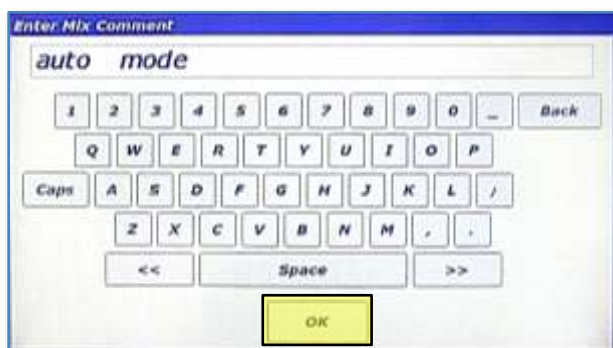 Enter Mix Comment
auto mode
1 2 3 4 5 6 7 8 9 0 _ Back
Q W E R T Y U I O P
Caps A S D F G H J K L /
Z X C V B N M , .
<< Space >>
OK